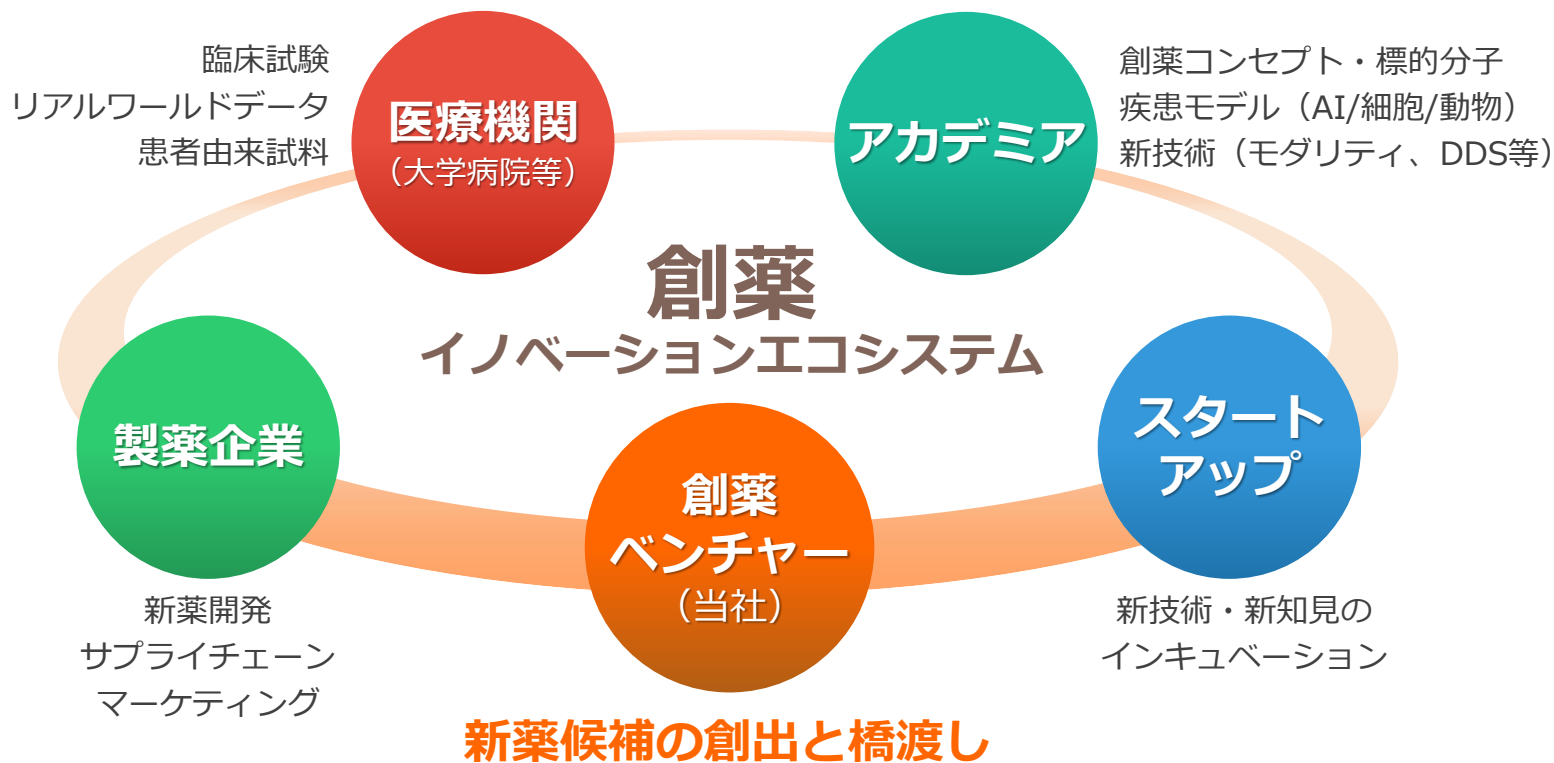 臨床試験
リアルワールドデータ
患者由来試料
医療機関
（大学病院等）
アカデミア
創薬コンセプト・標的分子
疾患モデル（AI/細胞/動物）
新技術（モダリティ、DDS等）
創薬
イノベーションエコシステム
製薬企業
新薬開発
サプライチェーン
マーケティング
創薬
ベンチャー
（当社）
新薬候補の創出と橋渡し
スタート
アップ
新技術・新知見の
インキュベーション